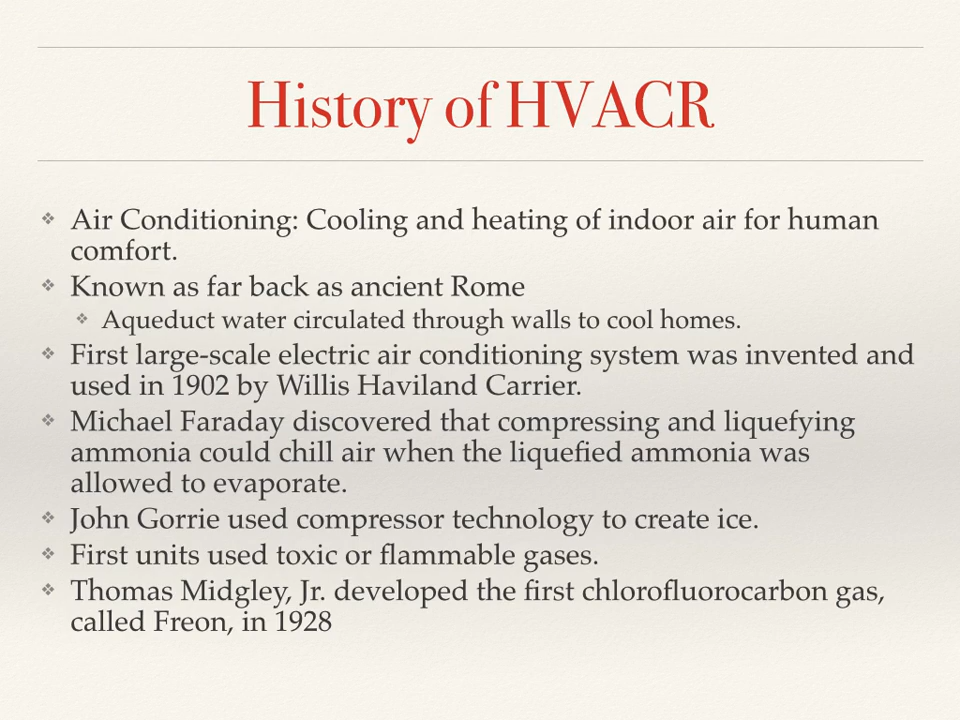 History of HVACR
❖ Air Conditioning: Cooling and heating of indoor air for human
comfort.
❖ Known as far back as ancient Rome
❖ Aqueduct water circulated through walls to cool homes.
❖ First large-scale electric air conditioning system was invented and
used in 1902 by Willis Haviland Carrier.
❖ Michael Faraday discovered that compressing and liquefying
ammonia could chill air when the liquefied ammonia was
allowed to evaporate.
❖ John Gorrie used compressor technology to create ice.
❖ First units used toxic or flammable gases.
❖ Thomas Midgley, Jr. developed the first chlorofluorocarbon gas,
called Freon, in 1928